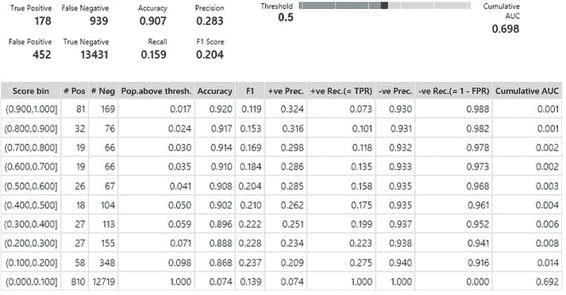 True Positive False Negative Accuracy Precision Threshold Cumulative AUC
178 939 0.907 0.283 0.5 0.698
False Positive True Negative Recall F1 Score
452 13431 0.159 0.204
Score bin # Pos # Neg Pop.above thresh. Accuracy F1 +ve Prec. +ve Rec.(= TPR) -ve Prec. -ve Rec.(= 1 - FPR) Cumulative AUC
(0.900,1.000] 81 169 0.017 0.920 0.119 0.324 0.073 0.930 0.988 0.001
(0.800,0.900] 32 76 0.024 0.917 0.153 0.316 0.101 0.931 0.982 0.001
(0.700,0.800] 19 66 0.030 0.914 0.169 0.298 0.118 0.932 0.978 0.002
(0.600,0.700] 19 66 0.035 0.910 0.184 0.286 0.135 0.933 0.973 0.002
(0.500,0.600] 26 67 0.041 0.908 0.204 0.285 0.158 0.935 0.968 0.003
(0.400,0.500] 18 104 0.050 0.902 0.210 0.262 0.175 0.935 0.961 0.004
(0.300,0.400] 27 113 0.059 0.896 0.222 0.251 0.199 0.937 0.952 0.006
(0.200,0.300] 27 155 0.071 0.888 0.228 0.234 0.223 0.938 0.941 0.008
(0.100,0.200] 58 348 0.098 0.868 0.237 0.209 0.275 0.940 0.916 0.014
(0.000,0.100] 810 12719 1.000 0.074 0.139 0.074 1.000 1.000 0.000 0.692